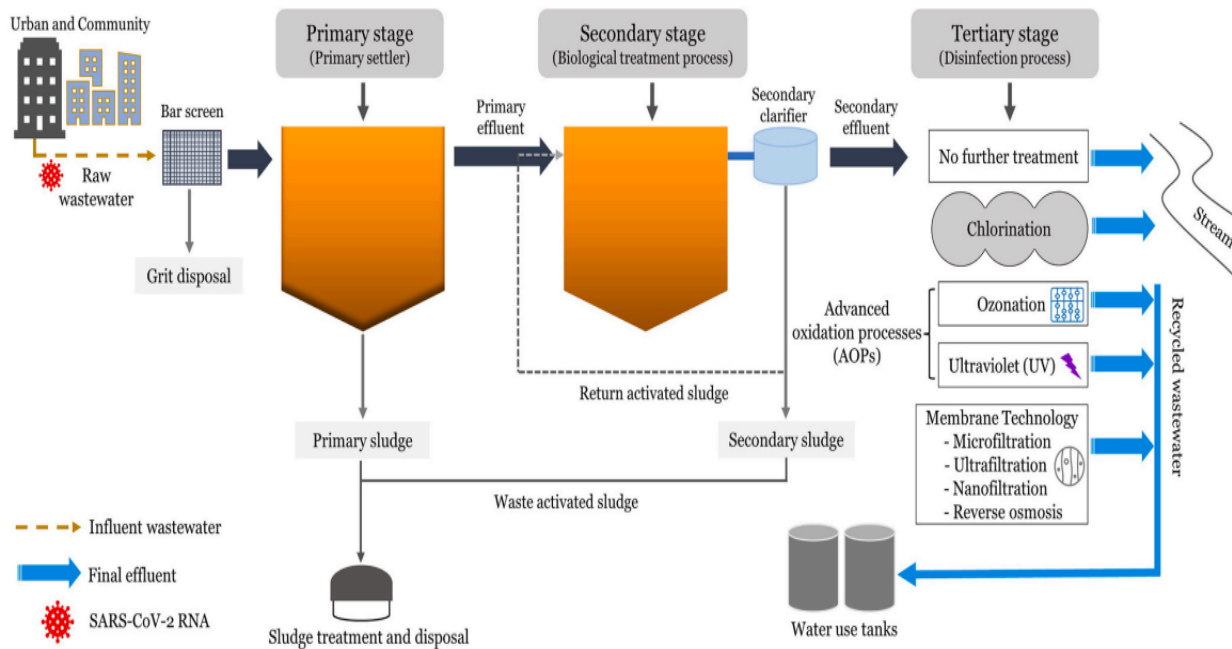 Urban and Community
Primary stage
(Primary settler)
Secondary stage
(Biological treatment process)
Tertiary stage
(Disinfection process)
Bar screen
Primary
effluent
Secondary
clarifier
Secondary
effluent
Raw
wastewater
No further treatment
Chlorination
Stream
Grit disposal
Advanced
oxidation processes
(AOPs)
Ozonation
Ultraviolet (UV)
Recycled wastewater
Return activated sludge
Primary sludge
Secondary sludge
Membrane Technology
- Microfiltration
- Ultrafiltration
- Nanofiltration
- Reverse osmosis
Waste activated sludge
Influent wastewater
Final effluent
SARS-CoV-2 RNA
Sludge treatment and disposal
Water use tanks